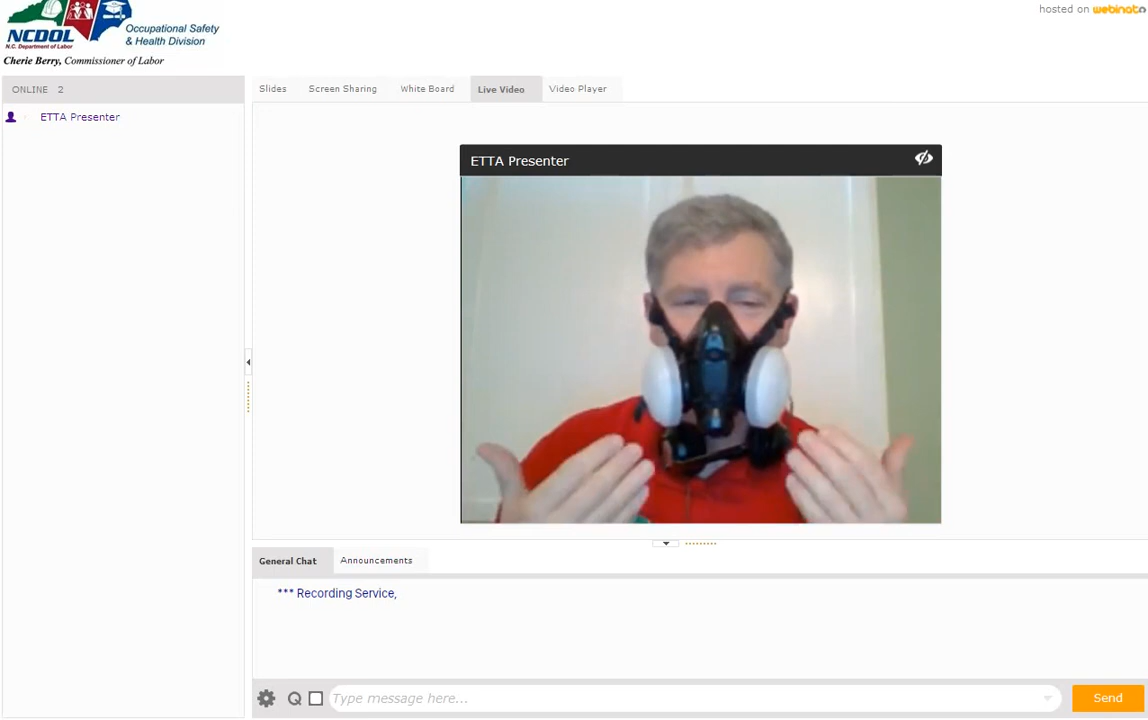 hosted on webinato
NCDOL
N.C. Department of Labor
Occupational Safety
& Health Division
Cherie Berry, Commissioner of Labor
ONLINE 2
Slides Screen Sharing White Board Live Video Video Player
ETTA Presenter
ETTA Presenter
General Chat Announcements
*** Recording Service,
Q Type message here... Send